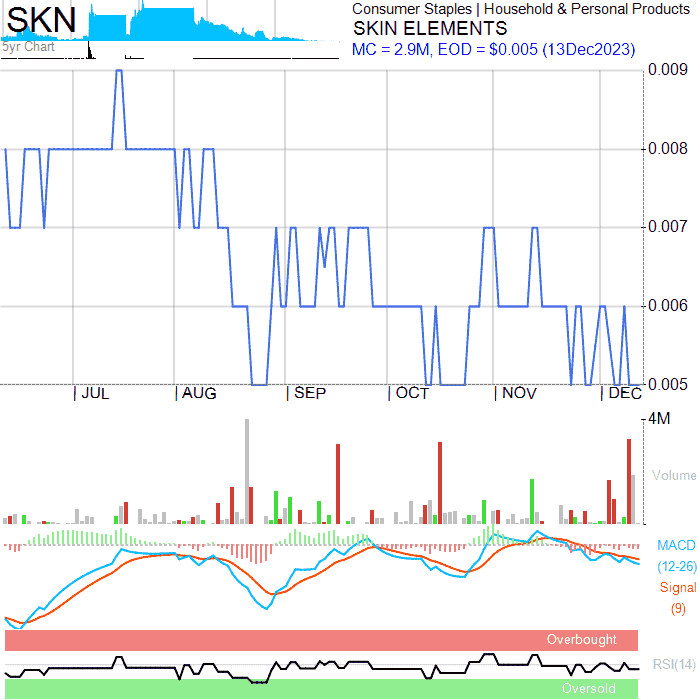 SKN
5yr Chart
Consumer Staples | Household & Personal Products
SKIN ELEMENTS
MC = 2.9M, EOD = $0.005 (13Dec2023)
0.009
0.008
0.007
0.006
0.005
| JUL | AUG | SEP | OCT | NOV | DEC
4M
Volume
MACD
(12-26)
Signal
(9)
Overbought
RSI(14)
Oversold